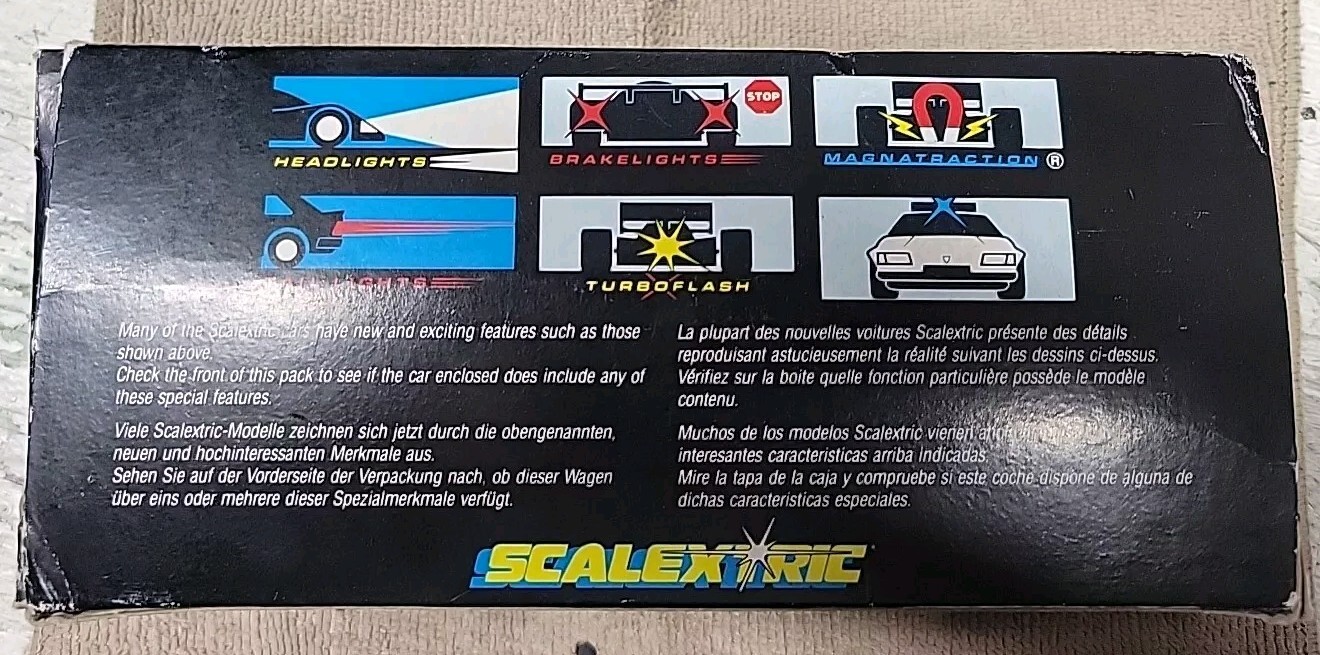 STOP
HEADLIGHTS
BRAKELIGHTS
MAGNATRACTION ®
LIGHTS
TURBOFLASH
Many of the Scalextric cars have new and exciting features such as those
shown above.
Check the front of this pack to see if the car enclosed does include any of
these special features.
Viele Scalextric-Modelle zeichnen sich jetzt durch die obengenannten,
neuen und hochinteressanten Merkmale aus.
Sehen Sie auf der Vorderseite der Verpackung nach, ob dieser Wagen
über eins oder mehrere dieser Spezialmerkmale verfügt.
La plupart des nouvelles voitures Scalextric présente des détails
reproduisant astucieusement la réalité suivant les dessins ci-dessus.
Vérifiez sur la boite quelle fonction particulière possède le modèle
contenu.
Muchos de los modelos Scalextric vienen
interesantes caracteristicas arriba indicadas.
Mire la tapa de la caja y compruebe si este coche dispone de alguna de
dichas caracteristicas especiales.
SCALEXTRIC